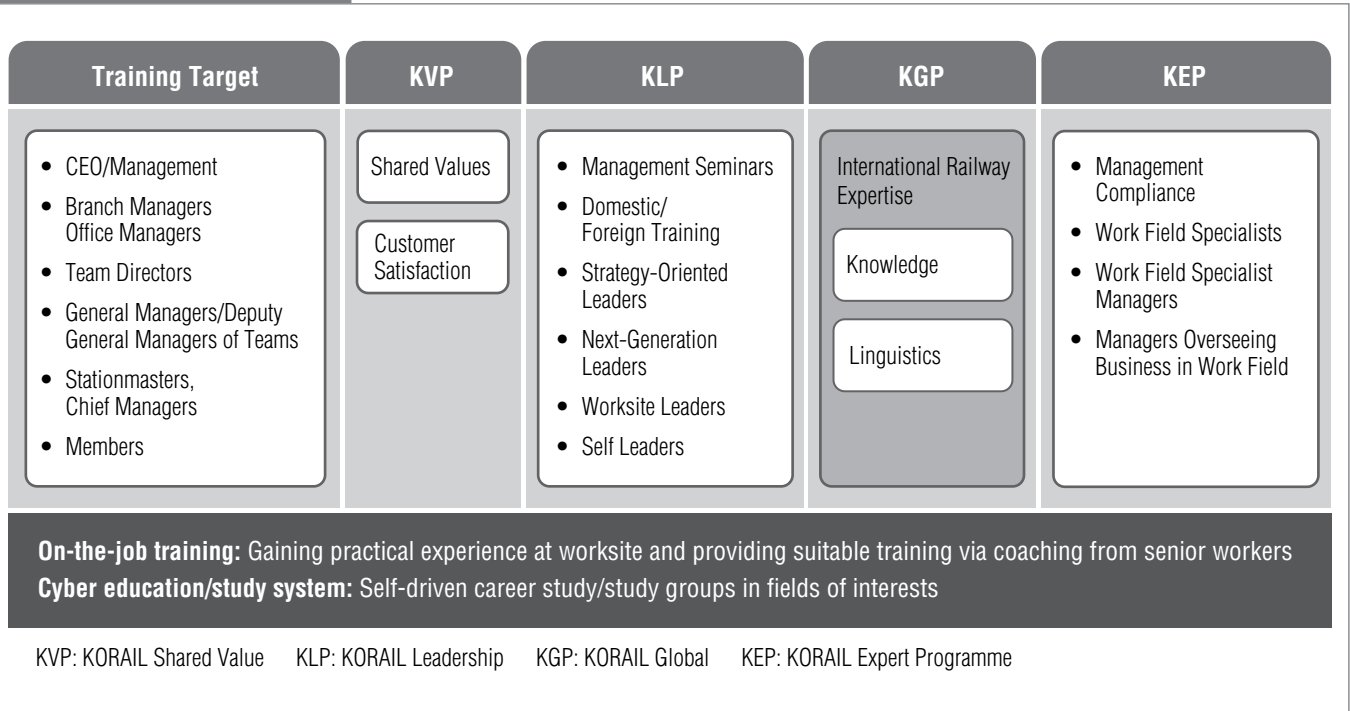 Training Target
KVP
KLP
KGP
KEP
• CEO/Management
• Branch Managers
Office Managers
• Team Directors
• General Managers/Deputy
General Managers of Teams
• Stationmasters,
Chief Managers
• Members
Shared Values
Customer
Satisfaction
• Management Seminars
• Domestic/
Foreign Training
• Strategy-Oriented
Leaders
• Next-Generation
Leaders
• Worksite Leaders
• Self Leaders
International Railway
Expertise
Knowledge
Linguistics
• Management
Compliance
• Work Field Specialists
• Work Field Specialist
Managers
• Managers Overseeing
Business in Work Field
On-the-job training: Gaining practical experience at worksite and providing suitable training via coaching from senior workers
Cyber education/study system: Self-driven career study/study groups in fields of interests
KVP: KORAIL Shared Value KLP: KORAIL Leadership KGP: KORAIL Global KEP: KORAIL Expert Programme